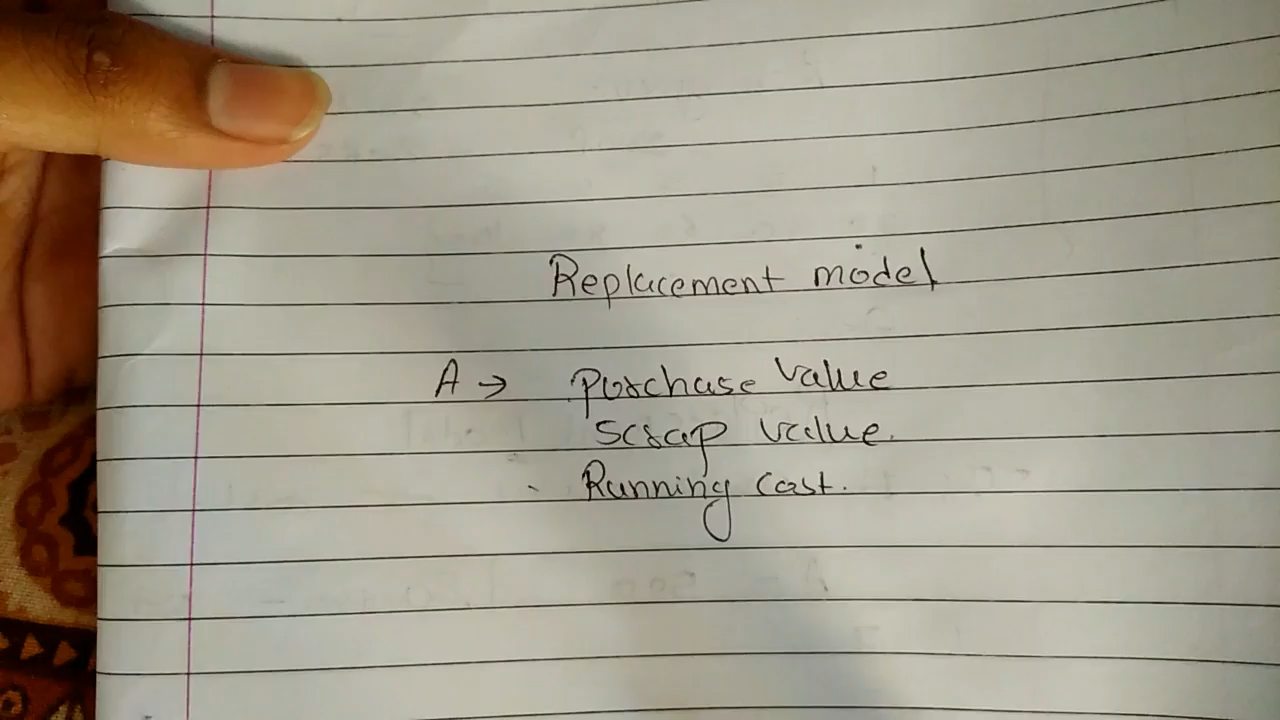 Replacement model
A → Purchase value
Scrap value.
Running Cost.